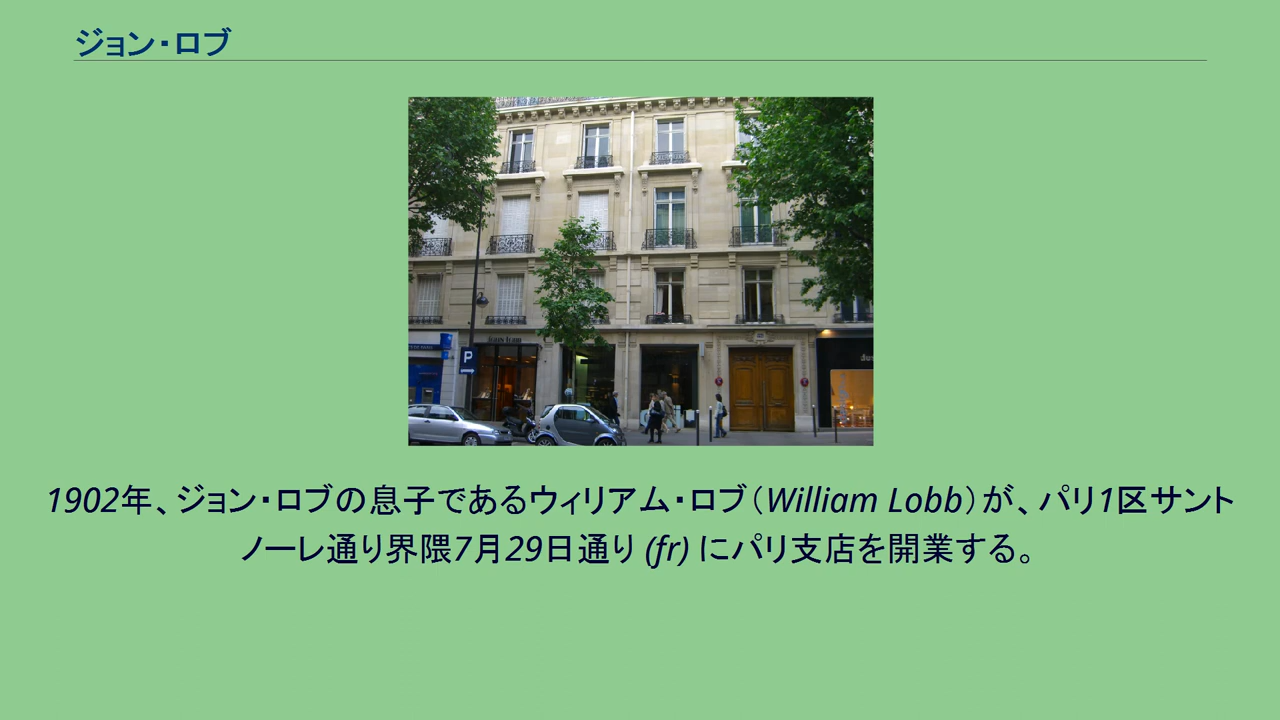 ジョン・ロブ
P
1902年、ジョン・ロブの息子であるウィリアム・ロブ（William Lobb）が、パリ1区サント
ノーレ通り界隈7月29日通り (fr) にパリ支店を開業する。